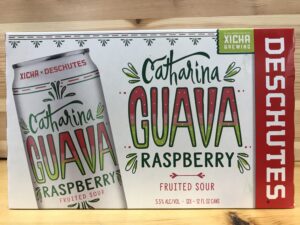 XICHA × DESCHUTES
Catharina
GUAVA
RASPBERRY
FRUITED SOUR
Catharina
GUAVA
RASPBERRY
FRUITED SOUR
5.5% ALC/VOL - SIX - 12 FL OZ CANS
XICHA
BREWING
DESCHUTES